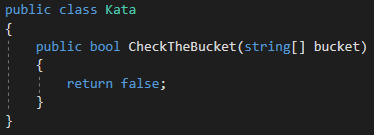 public class Kata
{
    public bool CheckTheBucket(string[] bucket)
    {
        return false;
    }
}